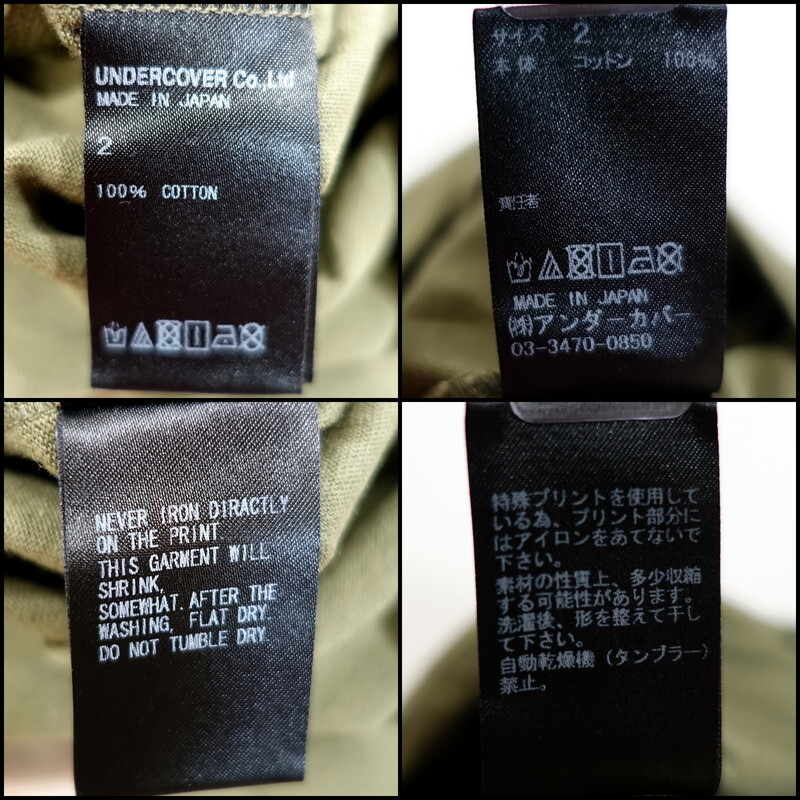 UNDERCOVER Co.,Ltd
MADE IN JAPAN
2
100% COTTON
サイズ 2
本体 コットン 100%
責任者
MADE IN JAPAN
㈱アンダーカバー
03-3470-0850
NEVER IRON DIRACTLY
ON THE PRINT
THIS GARMENT WILL
SHRINK,
SOMEWHAT. AFTER THE
WASHING, FLAT DRY.
DO NOT TUMBLE DRY
特殊プリントを使用して
いる為、プリント部分に
はアイロンをあてないで
下さい。
素材の性質上、多少収縮
する可能性があります。
洗濯後、形を整えて干し
て下さい。
自動乾燥機（タンブラー）
禁止。